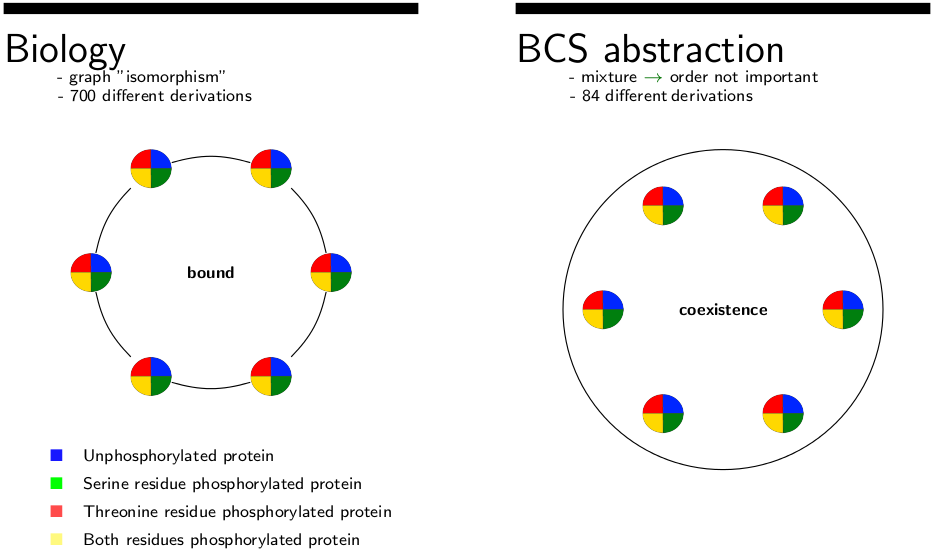 Biology
- graph "isomorphism"
- 700 different derivations
bound
Unphosphorylated protein
Serine residue phosphorylated protein
Threonine residue phosphorylated protein
Both residues phosphorylated protein
BCS abstraction
- mixture → order not important
- 84 different derivations
coexistence